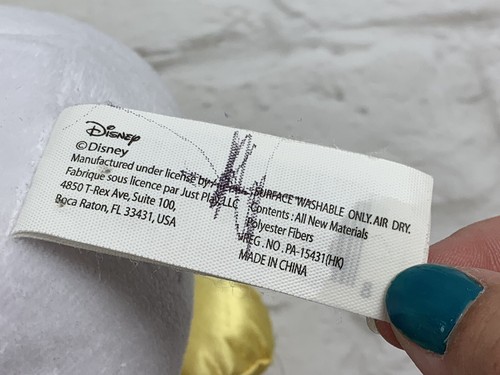 Disney
©Disney
Manufactured under license by
Fabrique sous licence par Just Play, LLC
4850 T-Rex Ave, Suite 100,
Boca Raton, FL 33431, USA
SURFACE WASHABLE ONLY. AIR DRY.
Contents : All New Materials
Polyester Fibers
REG. NO. PA-15431(HK)
MADE IN CHINA